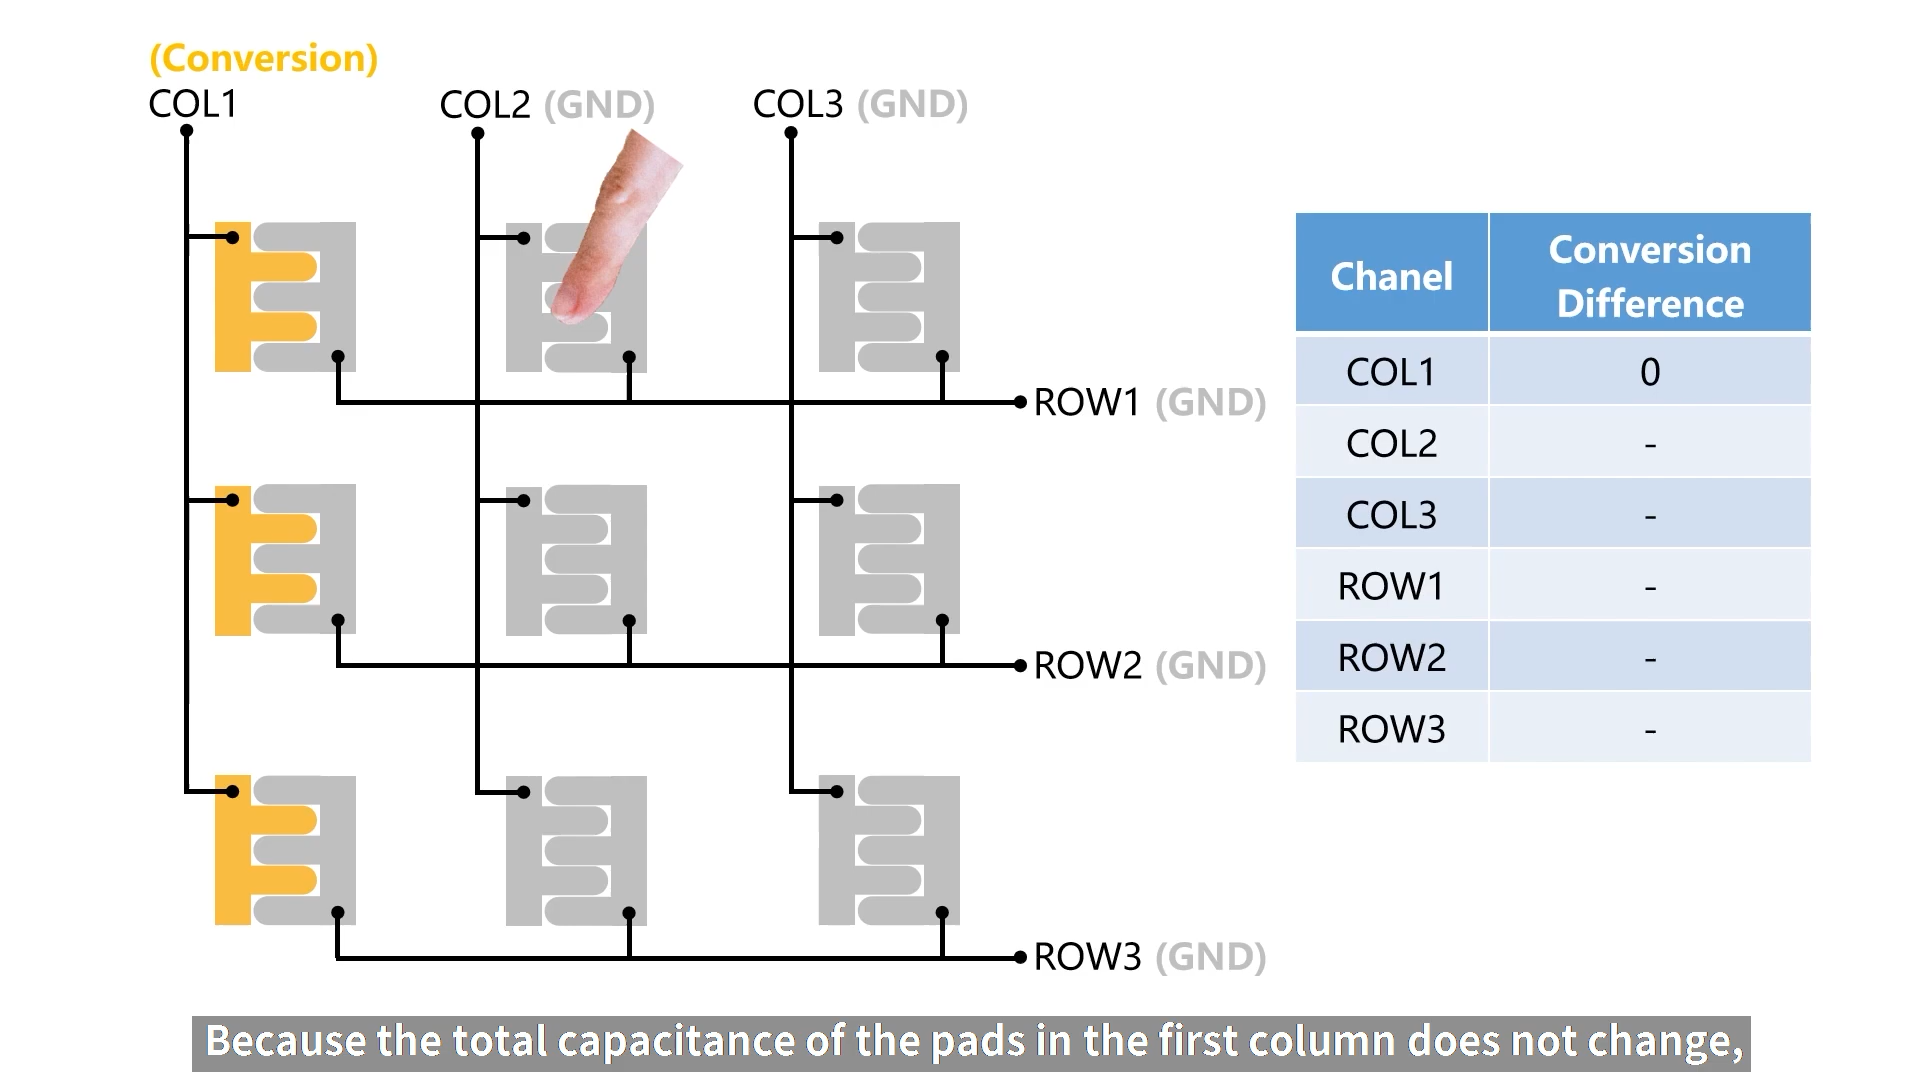 (Conversion)
COL1
COL2 (GND)
COL3 (GND)
ROW1 (GND)
ROW2 (GND)
ROW3 (GND)
Chanel
Conversion
Difference
COL1 0
COL2 -
COL3 -
ROW1 -
ROW2 -
ROW3 -
Because the total capacitance of the pads in the first column does not change,